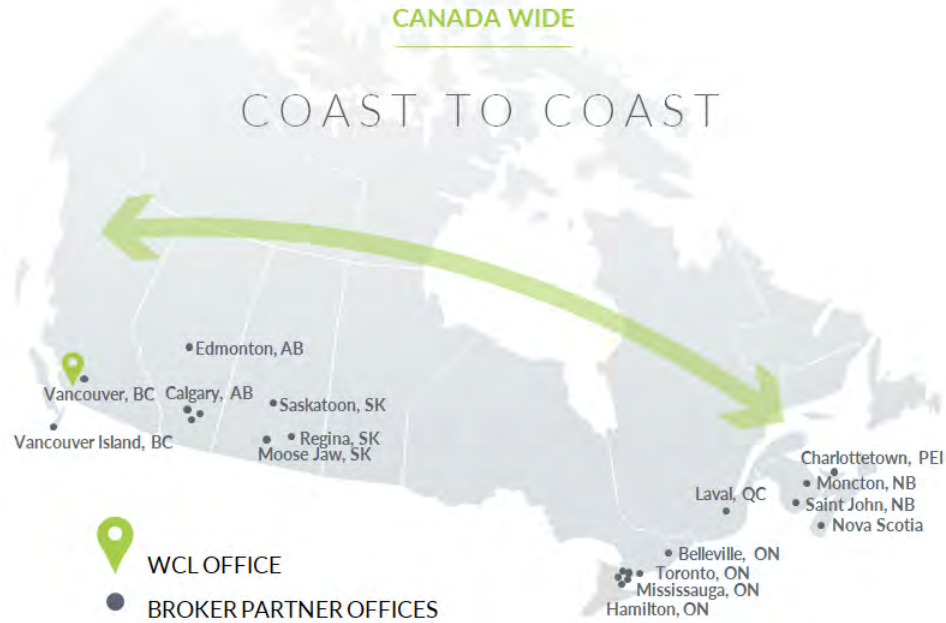 CANADA WIDE
COAST TO COAST
Edmonton, AB
Vancouver, BC
Calgary, AB
Saskatoon, SK
Vancouver Island, BC
Regina, SK
Moose Jaw, SK
Charlottetown, PEI
Moncton, NB
Laval, QC
Saint John, NB
Nova Scotia
Belleville, ON
Toronto, ON
Mississauga, ON
Hamilton, ON
WCL OFFICE
BROKER PARTNER OFFICES